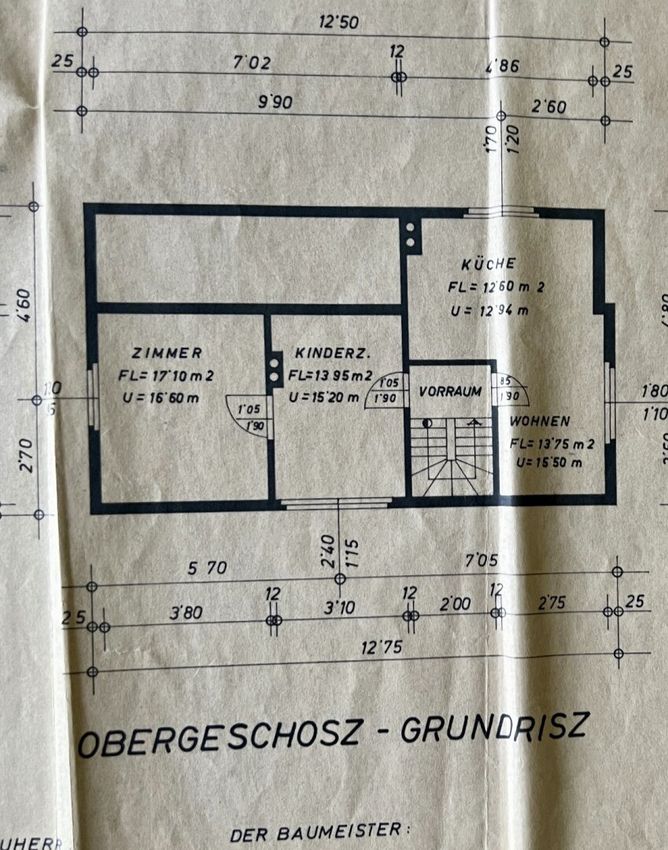 12'50
25 7'02 12 4'86 25
9'90 2'60
1'70
1'20
4'60
2'70
KÜCHE
FL= 12'60 m 2
U = 12'94 m
ZIMMER
FL= 17'10 m2
U = 16'60 m
KINDERZ.
FL=13 95 m2
U=15'20 m
1'05
1'90
1'05
1'90
VORRAUM
85
1'90
WOHNEN
FL= 13'75 m2
U= 15'50 m
1'80
1'10
2'40
1'15
5 70 7'05
25 3'80 12 3'10 12 2'00 12 2'75 25
12'75
OBERGESCHOSZ - GRUNDRISZ
DER BAUMEISTER: